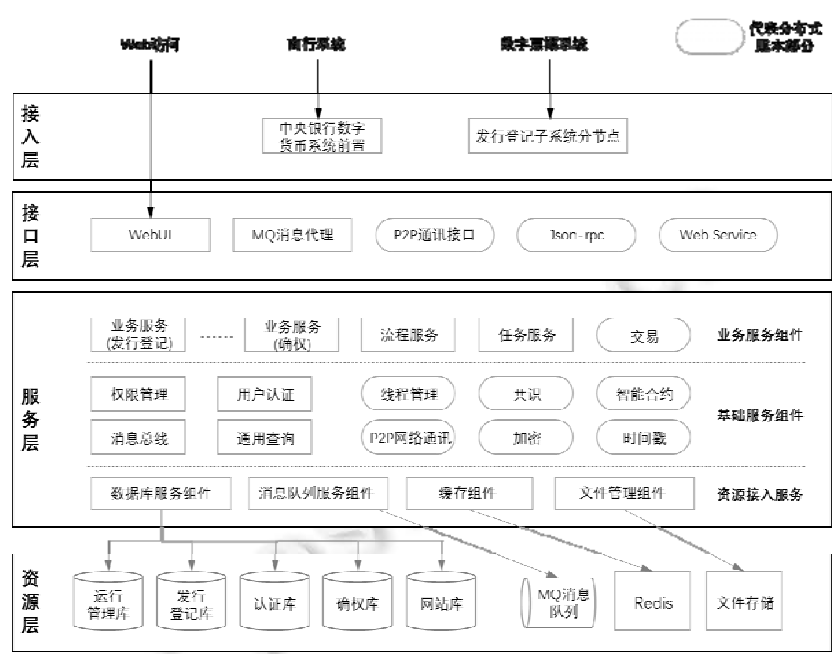 Web访问
商行系统
数字票据系统
代表分布式
账本部分
接入层
中央银行数字
货币系统前置
发行登记子系统分节点
接口层
WebUI
MQ消息代理
P2P通讯接口
Json-rpc
Web Service
服务层
业务服务
(发行登记)
……
业务服务
(确权)
流程服务
任务服务
交易
业务服务组件
权限管理
用户认证
线程管理
共识
智能合约
基础服务组件
消息总线
通用查询
P2P网络通讯
加密
时间戳
数据库服务组件
消息队列服务组件
缓存组件
文件管理组件
资源接入服务
资源层
运行
管理库
发行
登记库
认证库
确权库
网站库
MQ消息
队列
Redis
文件存储